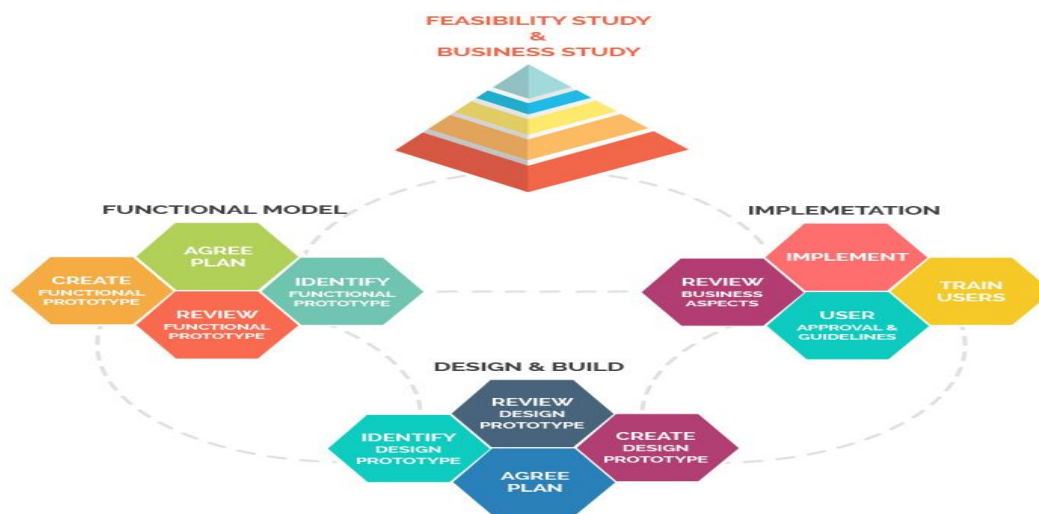 FEASIBILITY STUDY
&
BUSINESS STUDY
FUNCTIONAL MODEL
AGREE
PLAN
CREATE
FUNCTIONAL
PROTOTYPE
IDENTIFY
FUNCTIONAL
PROTOTYPE
REVIEW
FUNCTIONAL
PROTOTYPE
IMPLEMETATION
IMPLEMENT
REVIEW
BUSINESS
ASPECTS
TRAIN
USERS
USER
APPROVAL &
GUIDELINES
DESIGN & BUILD
REVIEW
DESIGN
PROTOTYPE
IDENTIFY
DESIGN
PROTOTYPE
CREATE
DESIGN
PROTOTYPE
AGREE
PLAN